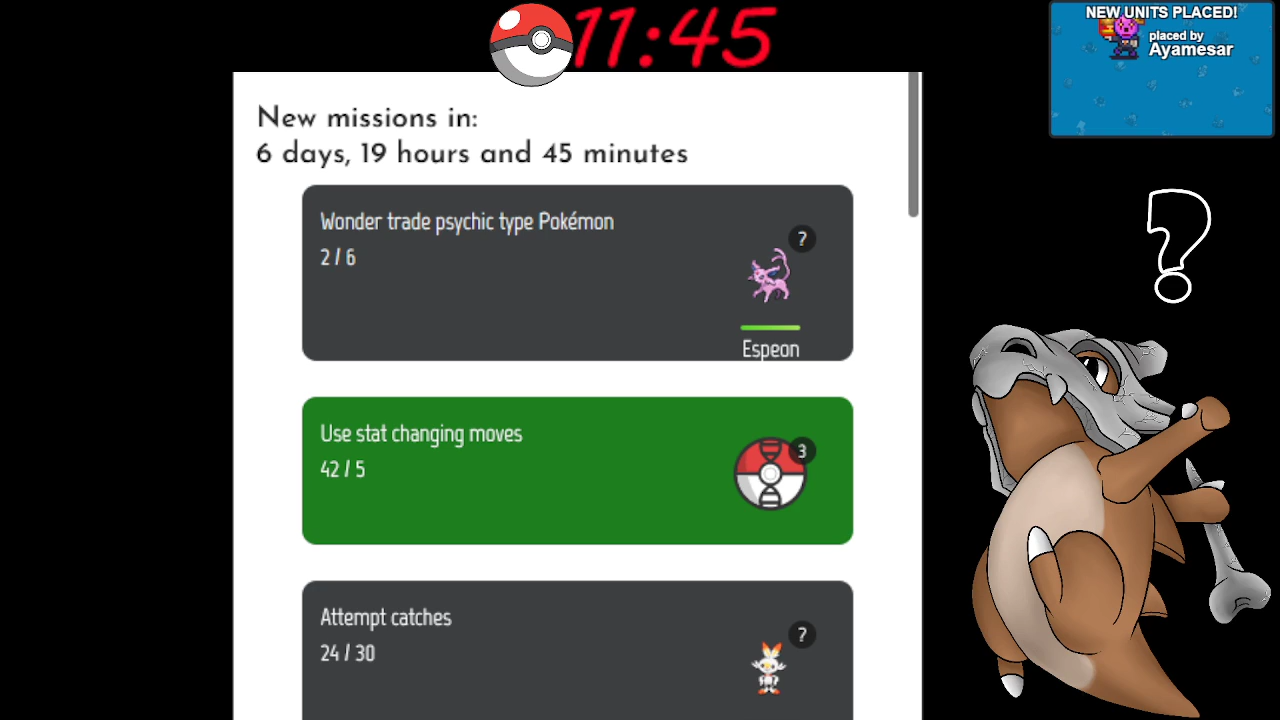 11:45
NEW UNITS PLACED!
placed by
Ayamesar
New missions in:
6 days, 19 hours and 45 minutes
Wonder trade psychic type Pokémon
2 / 6
?
Espeon
Use stat changing moves
42 / 5
3
Attempt catches
24 / 30
?
?